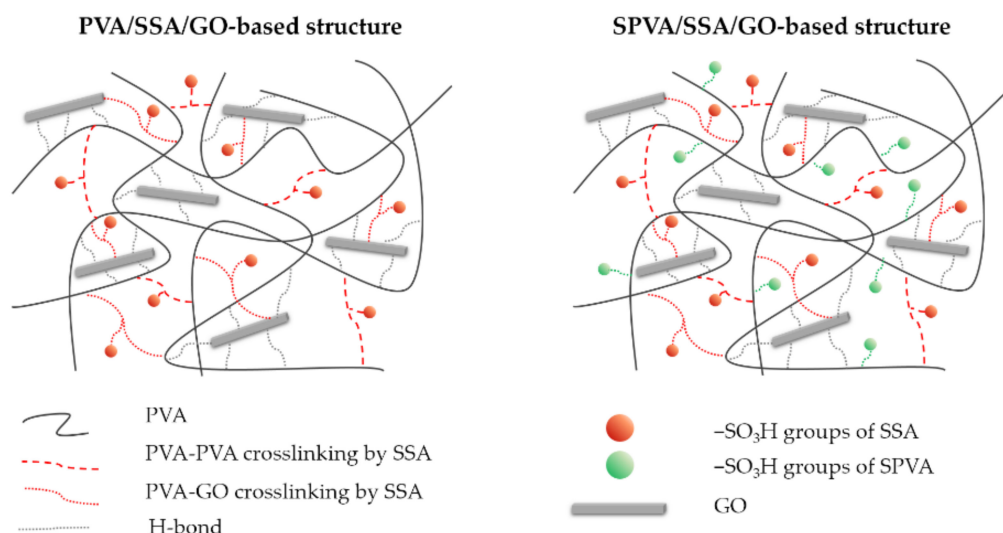 PVA/SSA/GO-based structure
SPVA/SSA/GO-based structure
PVA
PVA-PVA crosslinking by SSA
PVA-GO crosslinking by SSA
H-bond
–SO₃H groups of SSA
–SO₃H groups of SPVA
GO